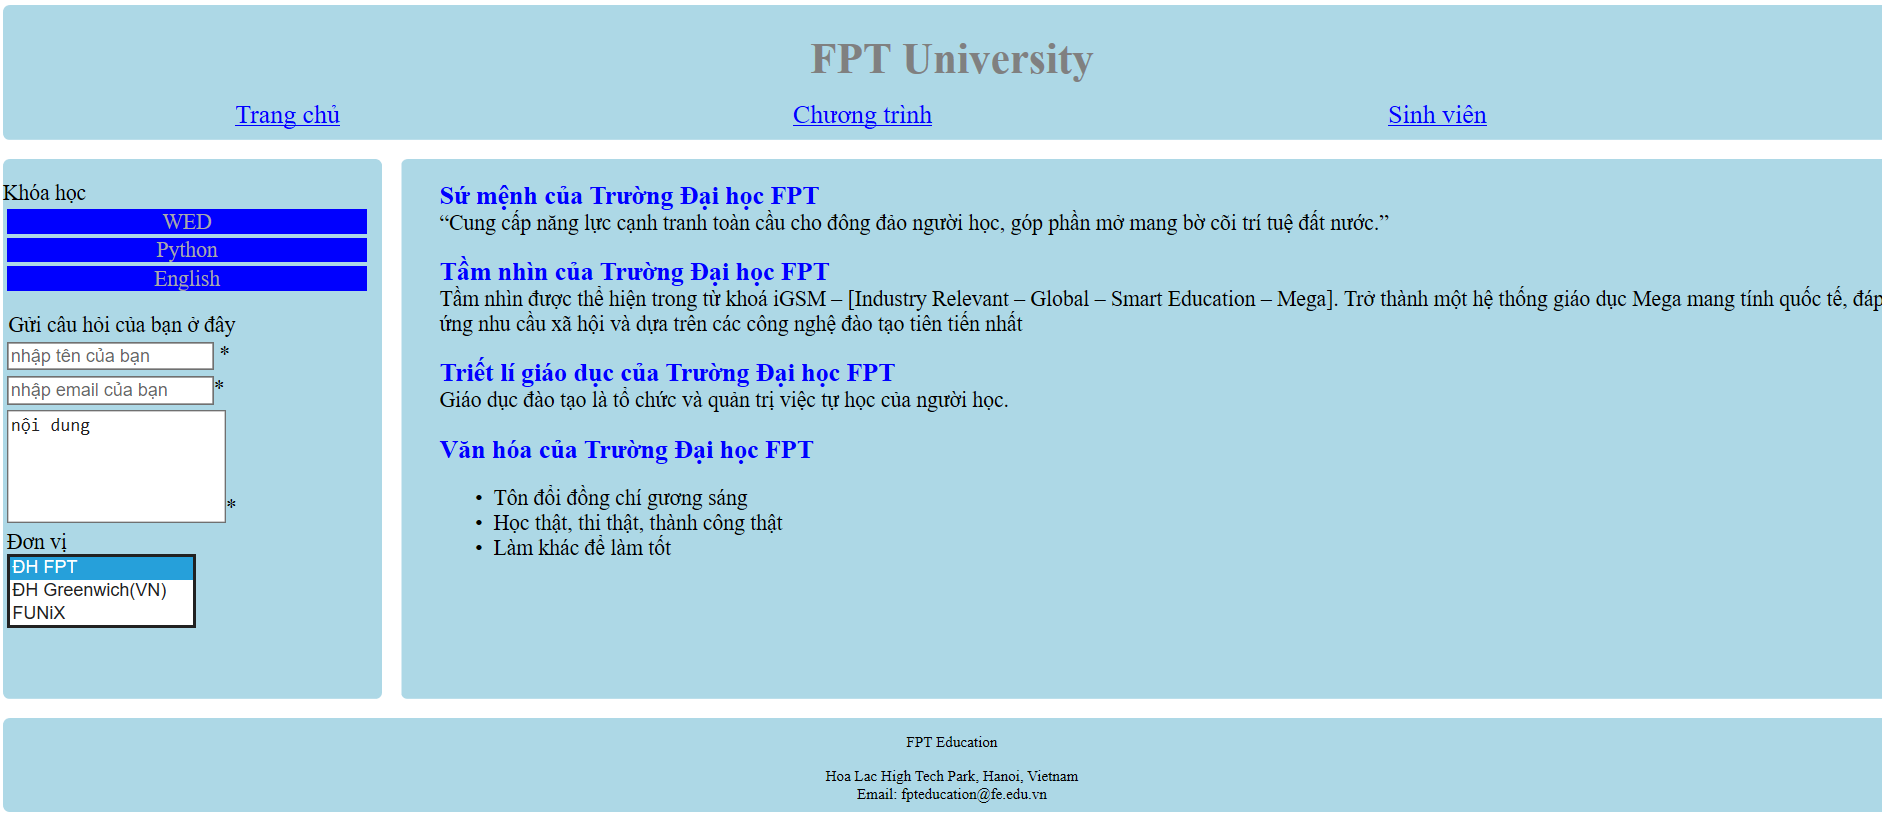 FPT University
Trang chủ
Chương trình
Sinh viên
Khóa học
WED
Python
English
Gửi câu hỏi của bạn ở đây
nhập tên của bạn *
nhập email của bạn *
nội dung
*
Đơn vị
ĐH FPT
ĐH Greenwich(VN)
FUNiX
Sứ mệnh của Trường Đại học FPT
“Cung cấp năng lực cạnh tranh toàn cầu cho đông đảo người học, góp phần mở mang bờ cõi trí tuệ đất nước.”
Tầm nhìn của Trường Đại học FPT
Tầm nhìn được thể hiện trong từ khoá iGSM – [Industry Relevant – Global – Smart Education – Mega]. Trở thành một hệ thống giáo dục Mega mang tính quốc tế, đáp
ứng nhu cầu xã hội và dựa trên các công nghệ đào tạo tiên tiến nhất
Triết lí giáo dục của Trường Đại học FPT
Giáo dục đào tạo là tổ chức và quản trị việc tự học của người học.
Văn hóa của Trường Đại học FPT
• Tôn đổi đồng chí gương sáng
• Học thật, thi thật, thành công thật
• Làm khác để làm tốt
FPT Education
Hoa Lac High Tech Park, Hanoi, Vietnam
Email: fpteducation@fe.edu.vn